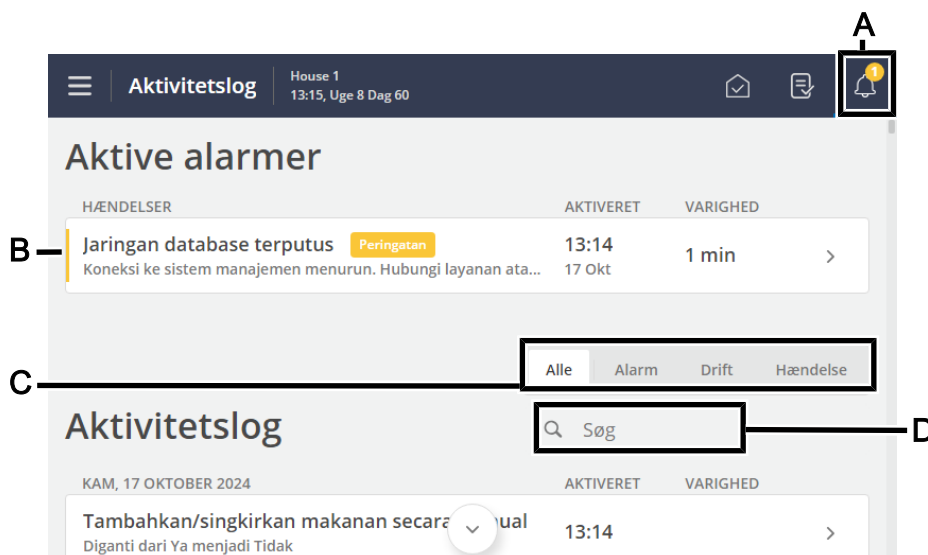 A
Aktivitetslog
House 1
13:15, Uge 8 Dag 60
1
Aktive alarmer
HÆNDELSER AKTIVERET VARIGHED
B
Jaringan database terputus Peringatan 13:14 1 min
Koneksi ke sistem manajemen menurun. Hubungi layanan ata... 17 Okt
C
Alle Alarm Drift Hændelse
Aktivitetslog
Søg
D
KAM, 17 OKTOBER 2024 AKTIVERET VARIGHED
Tambahkan/singkirkan makanan secara 13:14
Diganti dari Ya menjadi Tidak